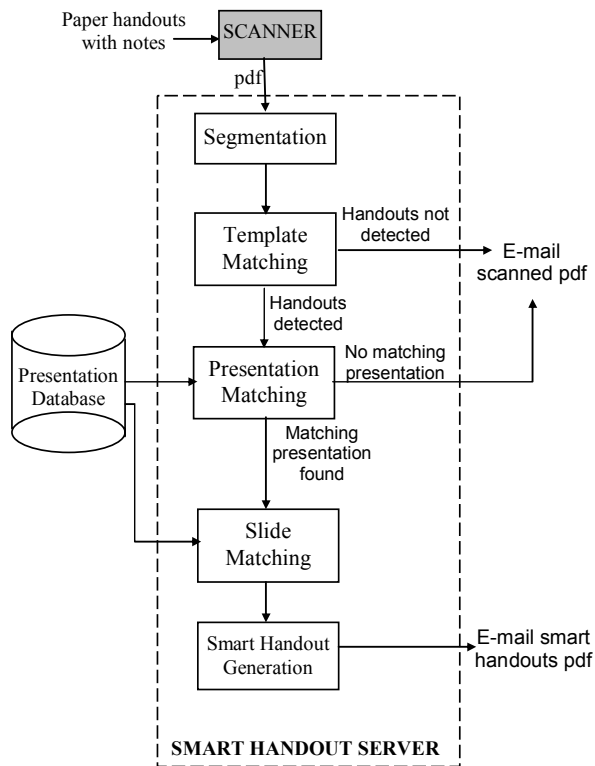 Paper handouts
with notes
SCANNER
pdf
Segmentation
Template
Matching
Handouts not
detected
E-mail
scanned pdf
Handouts
detected
Presentation
Database
Presentation
Matching
No matching
presentation
Matching
presentation
found
Slide
Matching
Smart Handout
Generation
E-mail smart
handouts pdf
SMART HANDOUT SERVER